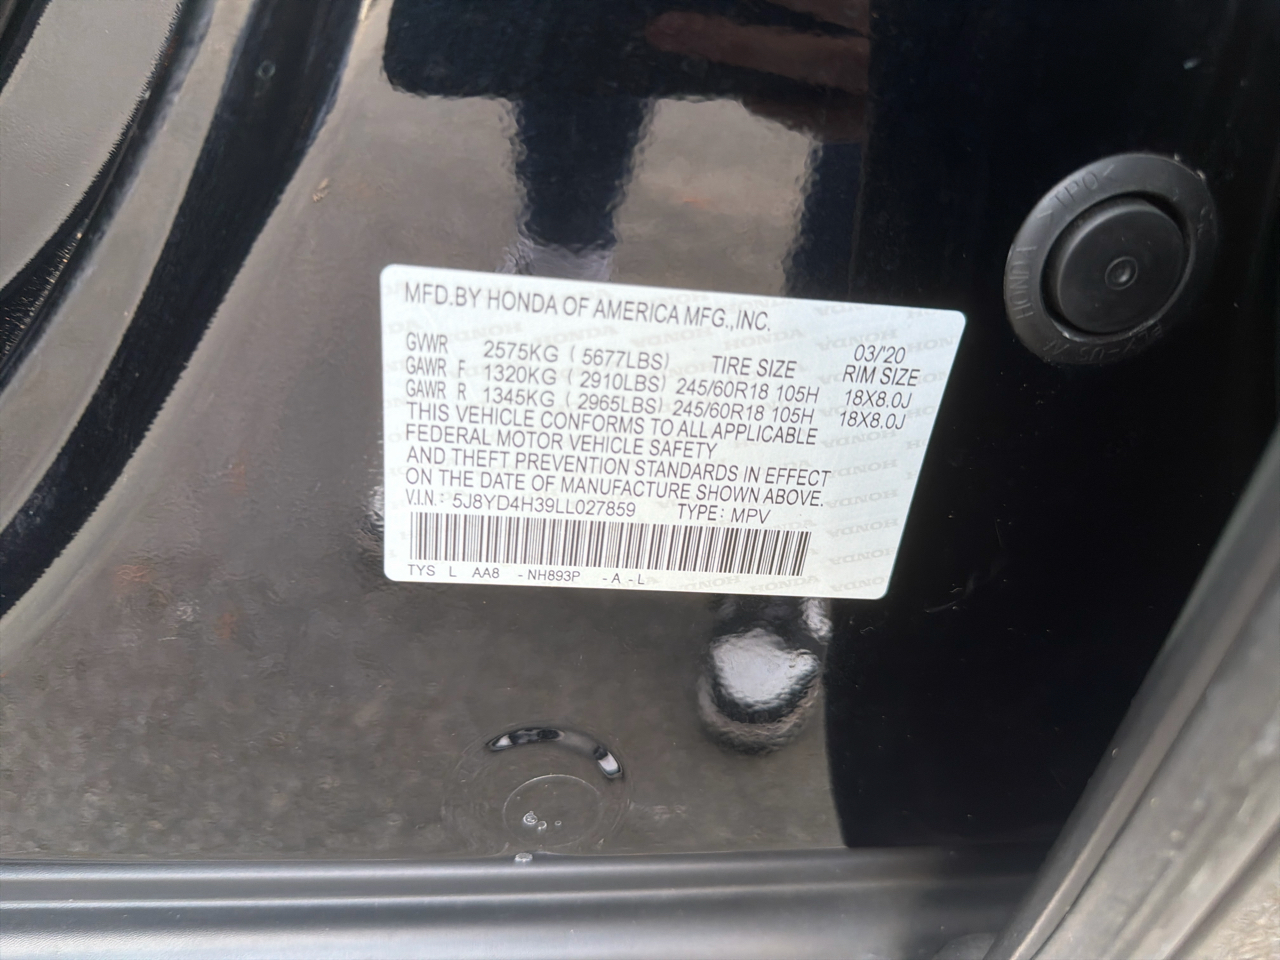 MFD.BY HONDA OF AMERICA MFG.,INC.
GVWR 2575KG ( 5677LBS) TIRE SIZE 03/'20 RIM SIZE
GAWR F 1320KG ( 2910LBS) 245/60R18 105H 18X8.0J
GAWR R 1345KG ( 2965LBS) 245/60R18 105H 18X8.0J
THIS VEHICLE CONFORMS TO ALL APPLICABLE
FEDERAL MOTOR VEHICLE SAFETY
AND THEFT PREVENTION STANDARDS IN EFFECT
ON THE DATE OF MANUFACTURE SHOWN ABOVE.
V.I.N.: 5J8YD4H39LL027859 TYPE: MPV
TYS L AA8 -NH893P -A -L
HONDA >TPO<